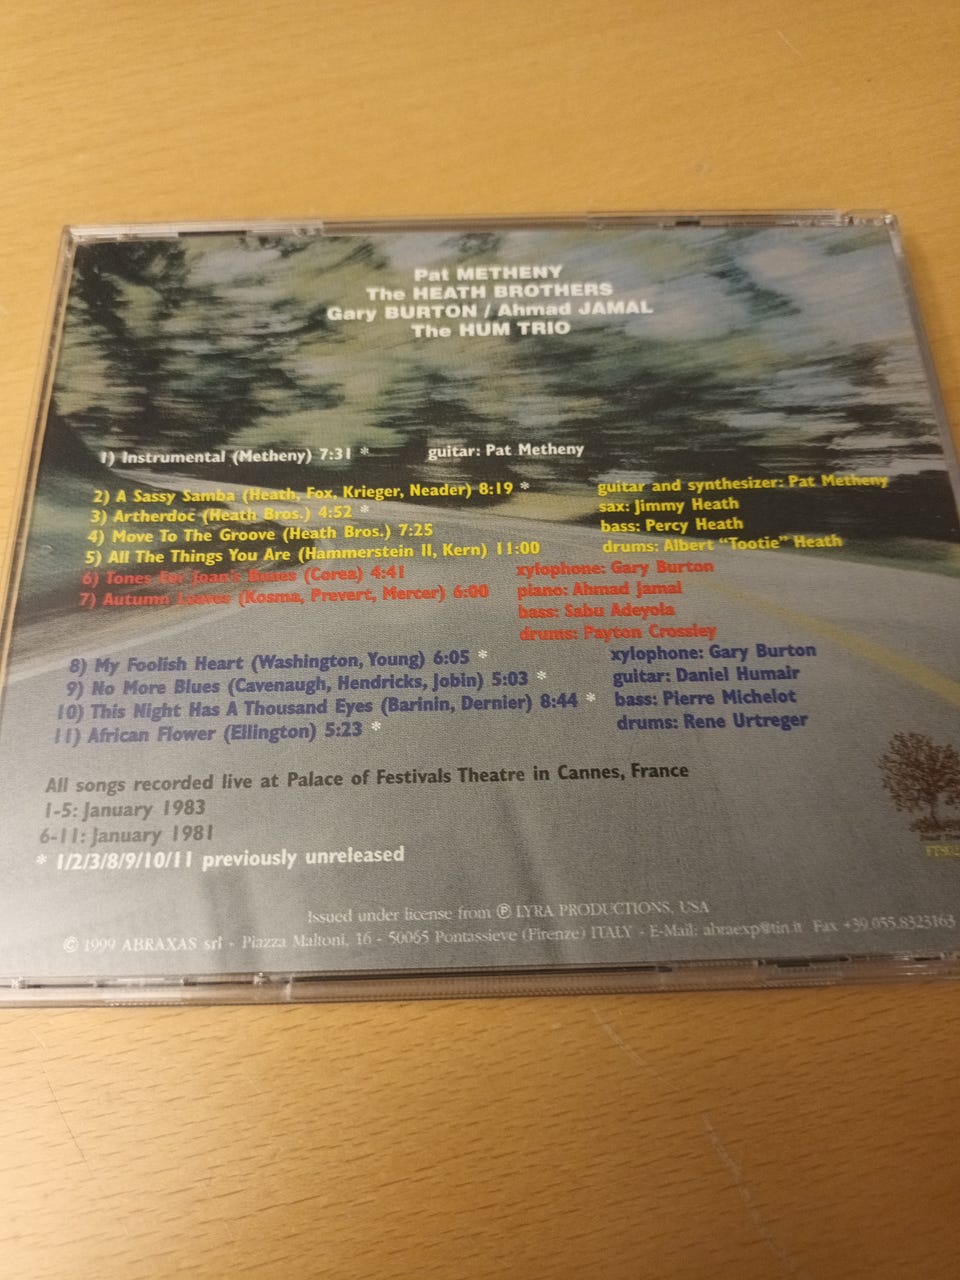 Pat METHENY
The HEATH BROTHERS
Gary BURTON / Ahmad JAMAL
The HUM TRIO
1) Instrumental (Metheny) 7:31 * guitar: Pat Metheny
2) A Sassy Samba (Heath, Fox, Krieger, Neader) 8:19 * guitar and synthesizer: Pat Metheny
3) Artherdoc (Heath Bros.) 4:52 * sax: Jimmy Heath
4) Move To The Groove (Heath Bros.) 7:25 bass: Percy Heath
5) All The Things You Are (Hammerstein II, Kern) 11:00 drums: Albert "Tootie" Heath
6) Tones For Joan's Bones (Corea) 4:41 xylophone: Gary Burton
7) Autumn Leaves (Kosma, Prevert, Mercer) 6:00 piano: Ahmad Jamal
bass: Sabu Adeyola
drums: Payton Crossley
8) My Foolish Heart (Washington, Young) 6:05 * xylophone: Gary Burton
9) No More Blues (Cavenaugh, Hendricks, Jobin) 5:03 * guitar: Daniel Humair
10) This Night Has A Thousand Eyes (Barinin, Dernier) 8:44 * bass: Pierre Michelot
11) African Flower (Ellington) 5:23 * drums: Rene Urtreger
All songs recorded live at Palace of Festivals Theatre in Cannes, France
1-5: January 1983
6-11: January 1981
* 1/2/3/8/9/10/11 previously unreleased
Issued under license from ℗ LYRA PRODUCTIONS, USA
© 1999 ABRAXAS srl - Piazza Maltoni, 16 - 50065 Pontassieve (Firenze) ITALY - E-Mail: abraexp@tin.it Fax +39.055.8323163